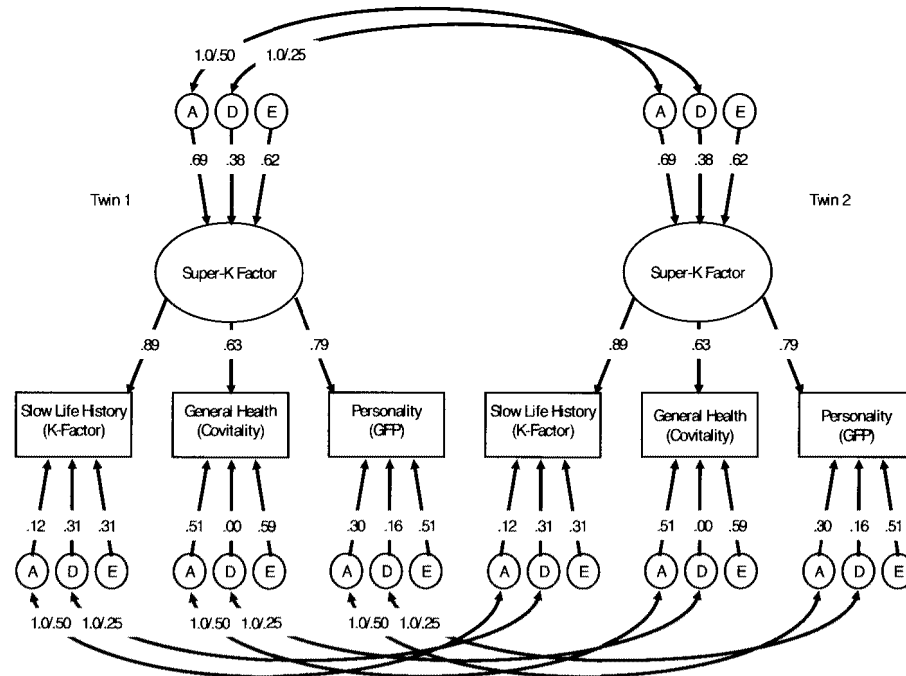 1.0/.50 1.0/.25
A D E A D E
.69 .38 .62 .69 .38 .62
Twin 1 Twin 2
Super-K Factor Super-K Factor
.89 .63 .79 .89 .63 .79
Slow Life History
(K-Factor)
General Health
(Covitality)
Personality
(GFP)
Slow Life History
(K-Factor)
General Health
(Covitality)
Personality
(GFP)
.12 .31 .31 .51 .00 .59 .30 .16 .51 .12 .31 .31 .51 .00 .59 .30 .16 .51
A D E A D E A D E A D E A D E A D E
1.0/.50 1.0/.25 1.0/.50 1.0/.25 1.0/.50 1.0/.25